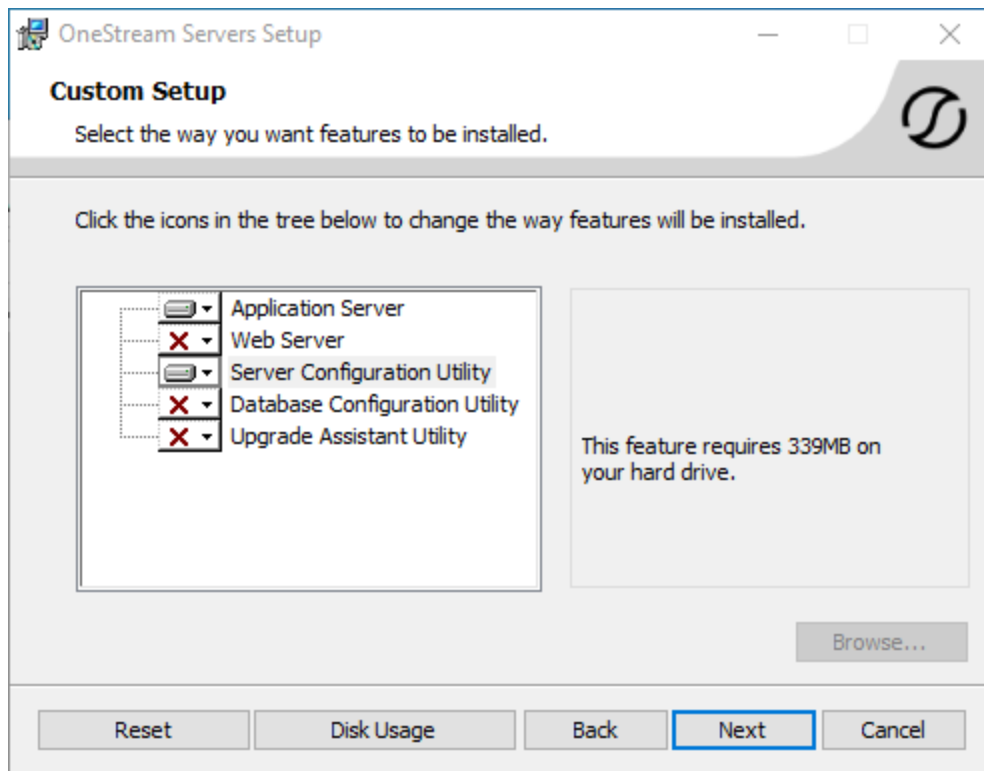 OneStream Servers Setup
Custom Setup
Select the way you want features to be installed.
Click the icons in the tree below to change the way features will be installed.
Application Server
Web Server
Server Configuration Utility
Database Configuration Utility
Upgrade Assistant Utility
This feature requires 339MB on
your hard drive.
Browse...
Reset
Disk Usage
Back
Next
Cancel